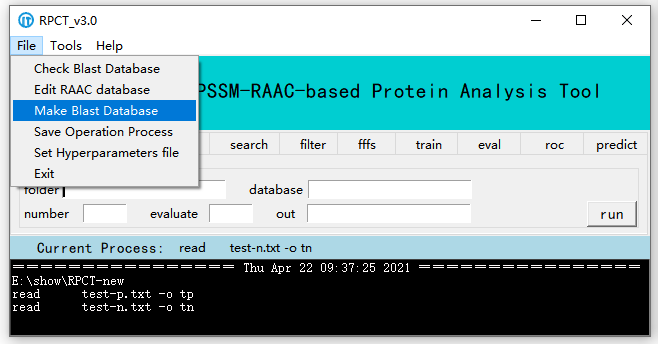 RPCT_v3.0
File Tools Help
Check Blast Database
Edit RAAC database
Make Blast Database
Save Operation Process
Set Hyperparameters file
Exit
PSSM-RAAC-based Protein Analysis Tool
search filter fffs train eval roc predict
folder database
number evaluate out run
Current Process: read test-n.txt -o tn
================ Thu Apr 22 09:37:25 2021 ================
E:\show\RPCT-new
read test-p.txt -o tp
read test-n.txt -o tn